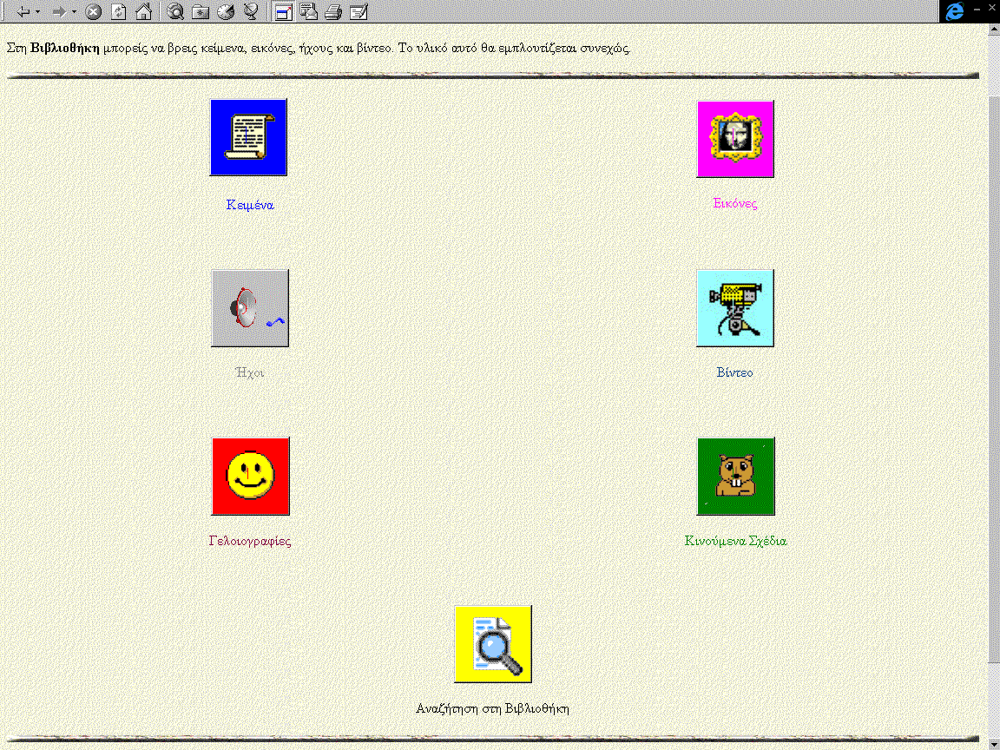 Στη Βιβλιοθήκη μπορείς να βρεις κείμενα, εικόνες, ήχους και βίντεο. Το υλικό αυτό θα εμπλουτίζεται συνεχώς.
Κειμένα Εικόνες
Ήχοι Βίντεο
Γελοιογραφίες Κινούμενα Σχέδια
Αναζήτηση στη Βιβλιοθήκη